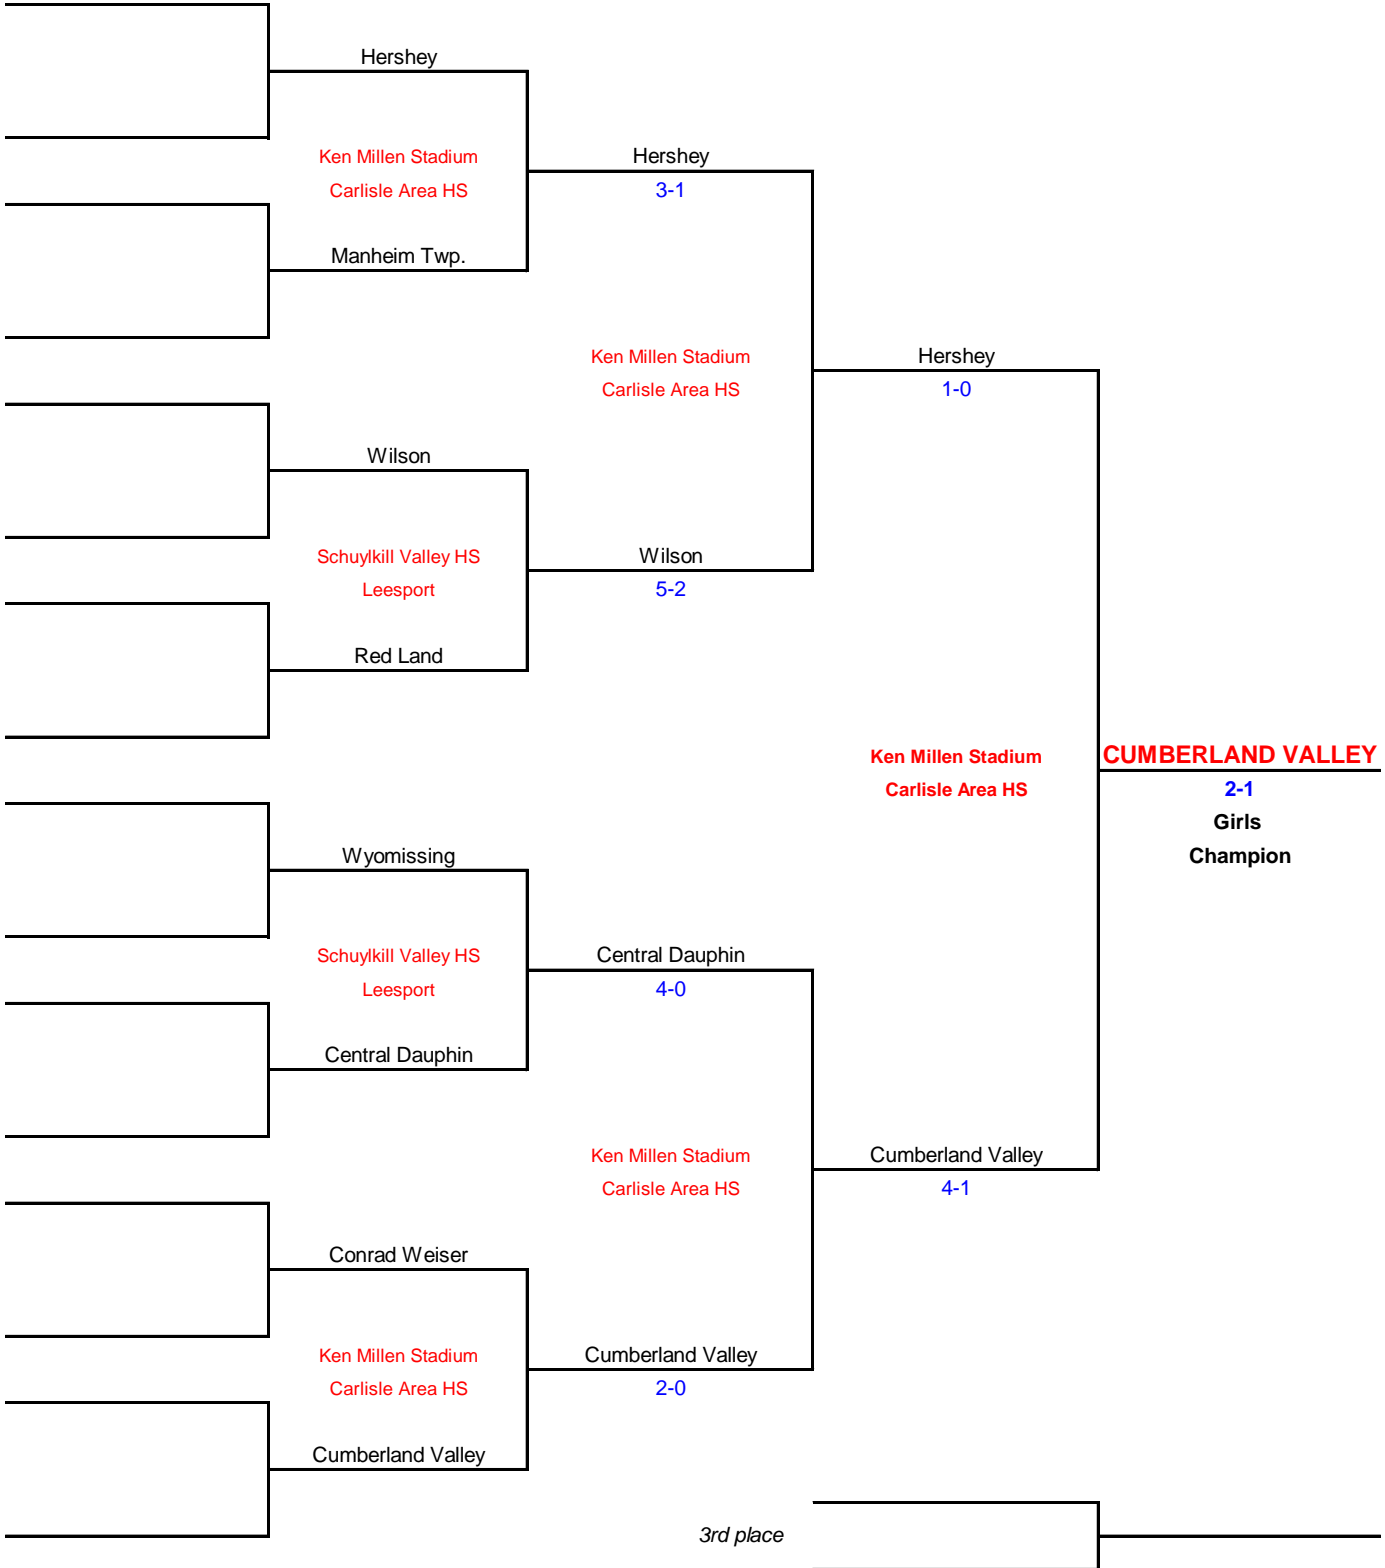 Hershey
Ken Millen Stadium
Carlisle Area HS
Hershey
3-1
Manheim Twp.
Ken Millen Stadium
Carlisle Area HS
Hershey
1-0
Wilson
Schuylkill Valley HS
Leesport
Wilson
5-2
Red Land
Ken Millen Stadium
Carlisle Area HS
CUMBERLAND VALLEY
2-1
Girls
Champion
Wyomissing
Schuylkill Valley HS
Leesport
Central Dauphin
4-0
Central Dauphin
Ken Millen Stadium
Carlisle Area HS
Cumberland Valley
4-1
Conrad Weiser
Ken Millen Stadium
Carlisle Area HS
Cumberland Valley
2-0
Cumberland Valley
3rd place